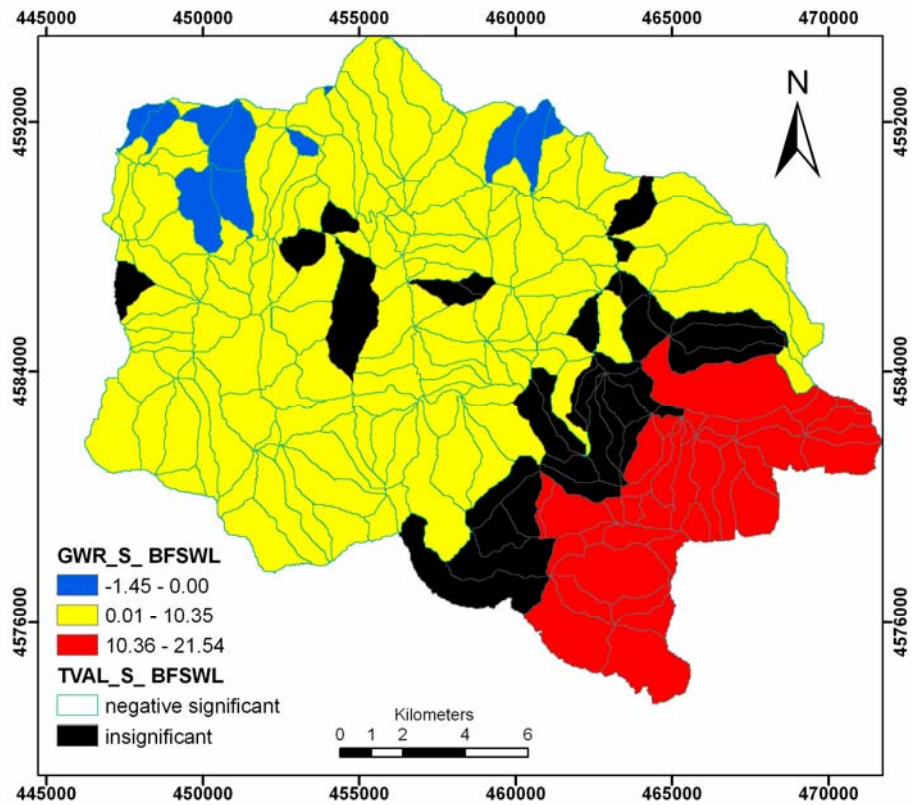 445000 450000 455000 460000 465000 470000
N
4592000 4592000
4584000 4584000
4576000 4576000
GWR_S_ BFSWL
-1.45 - 0.00
0.01 - 10.35
10.36 - 21.54
TVAL_S_ BFSWL
negative significant
insignificant
Kilometers
0 1 2 4 6
445000 450000 455000 460000 465000 470000